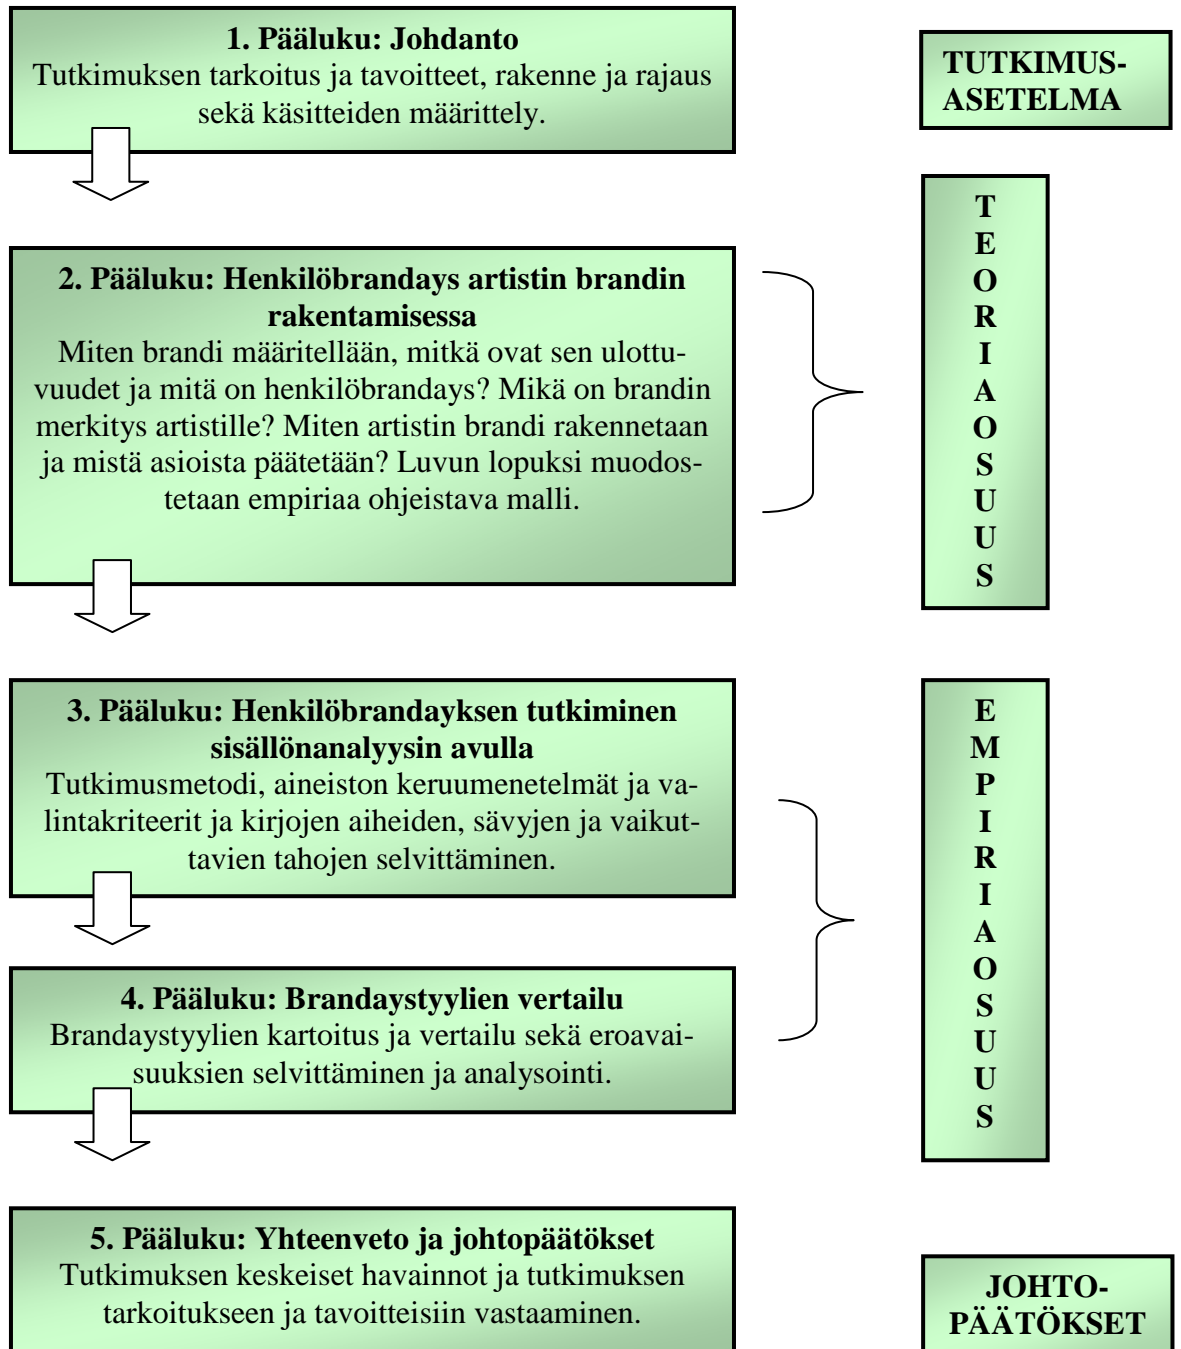 1. Pääluku: Johdanto
Tutkimuksen tarkoitus ja tavoitteet, rakenne ja rajaus
sekä käsitteiden määrittely.
TUTKIMUS-
ASETELMA
2. Pääluku: Henkilöbrandays artistin brandin
rakentamisessa
Miten brandi määritellään, mitkä ovat sen ulottu-
vuudet ja mitä on henkilöbrandays? Mikä on brandin
merkitys artistille? Miten artistin brandi rakennetaan
ja mistä asioista päätetään? Luvun lopuksi muodos-
tetaan empiriaa ohjeistava malli.
T
E
O
R
I
A
O
S
U
U
S
3. Pääluku: Henkilöbrandayksen tutkiminen
sisällönanalyysin avulla
Tutkimusmetodi, aineiston keruumenetelmät ja va-
lintakriteerit ja kirjojen aiheiden, sävyjen ja vaikut-
tavien tahojen selvittäminen.
4. Pääluku: Brandaystyylien vertailu
Brandaystyylien kartoitus ja vertailu sekä eroavai-
suuksien selvittäminen ja analysointi.
E
M
P
I
R
I
A
O
S
U
U
S
5. Pääluku: Yhteenveto ja johtopäätökset
Tutkimuksen keskeiset havainnot ja tutkimuksen
tarkoitukseen ja tavoitteisiin vastaaminen.
JOHTO-
PÄÄTÖKSET